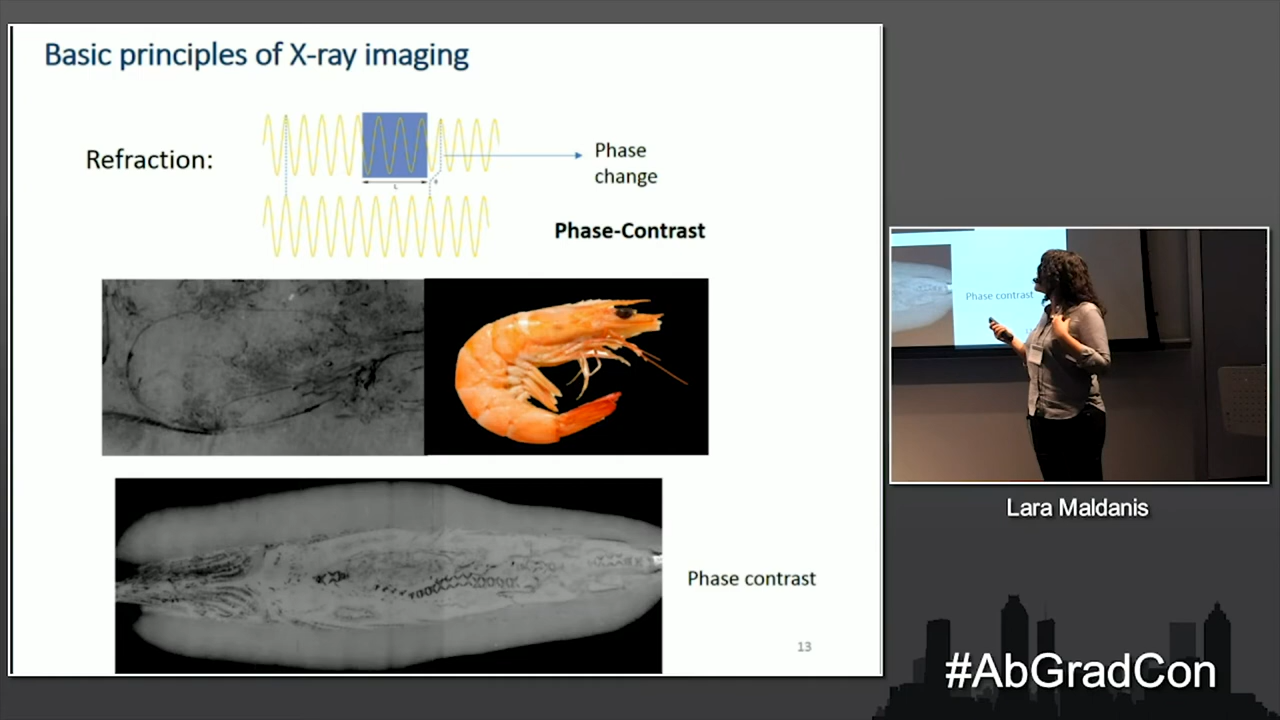 Basic principles of X-ray imaging
Refraction:
Phase
change
L
Phase-Contrast
Phase contrast
13
Phase contrast
Lara Maldanis
#AbGradCon